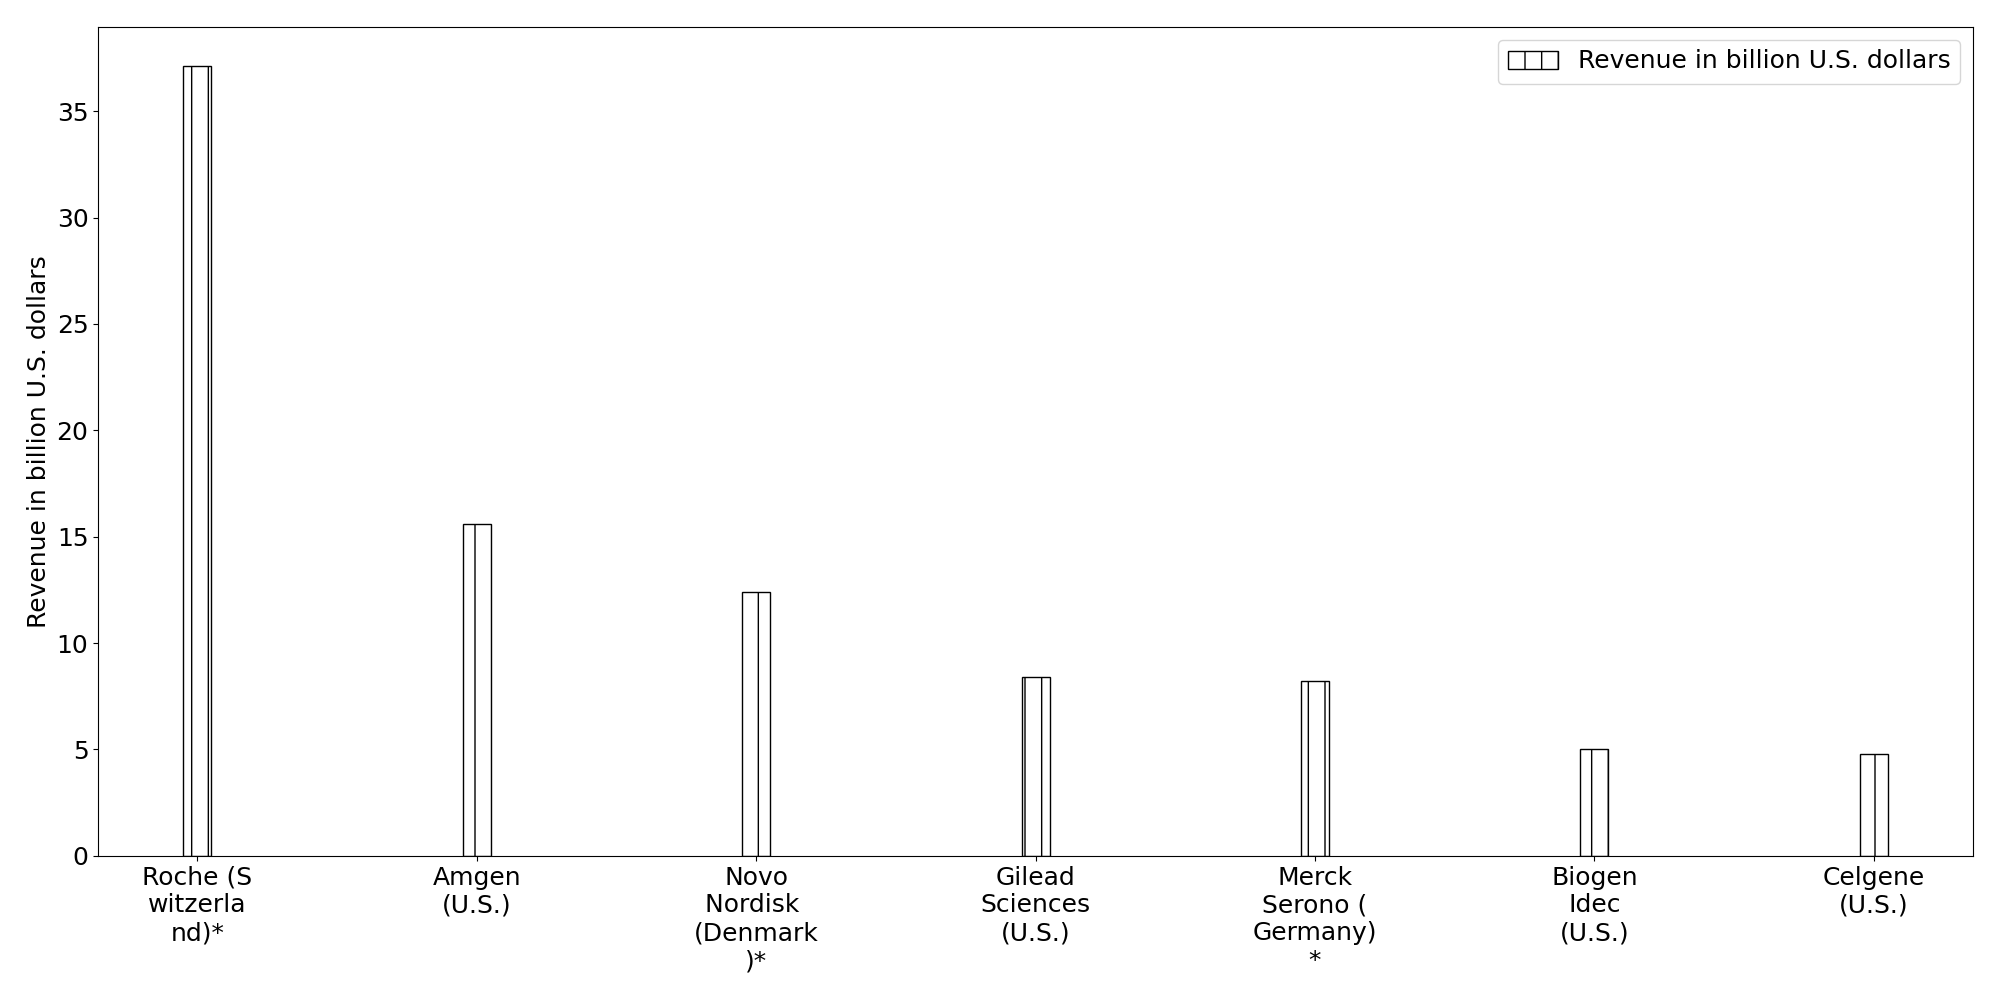 Revenue in billion U.S. dollars
Revenue in billion U.S. dollars
35
30
25
20
15
10
5
0
Roche (S
witzerla
nd)*
Amgen
(U.S.)
Novo
Nordisk
(Denmark
)*
Gilead
Sciences
(U.S.)
Merck
Serono (
Germany)
*
Biogen
Idec
(U.S.)
Celgene
(U.S.)